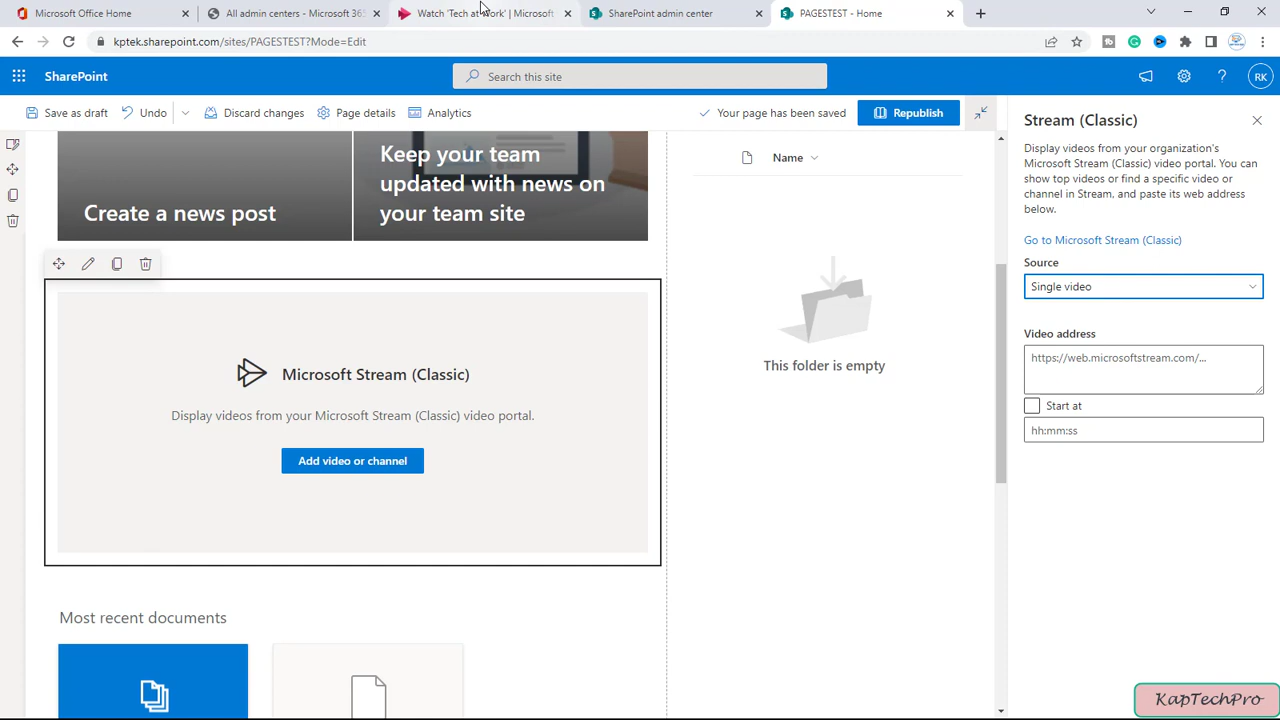 Microsoft Office Home
All admin centers - Microsoft 365
Watch 'Tech at Work' | Microsoft
SharePoint admin center
PAGESTEST - Home
kptek.sharepoint.com/sites/PAGESTEST?Mode=Edit
SharePoint
Search this site
RK
Save as draft
Undo
Discard changes
Page details
Analytics
Your page has been saved
Republish
Create a news post
Keep your team
updated with news on
your team site
Microsoft Stream (Classic)
Display videos from your Microsoft Stream (Classic) video portal.
Add video or channel
Most recent documents
Name
This folder is empty
Stream (Classic)
Display videos from your organization's
Microsoft Stream (Classic) video portal. You can
show top videos or find a specific video or
channel in Stream, and paste its web address
below.
Go to Microsoft Stream (Classic)
Source
Single video
Video address
https://web.microsoftstream.com/...
Start at
hh:mm:ss
KapTechPro